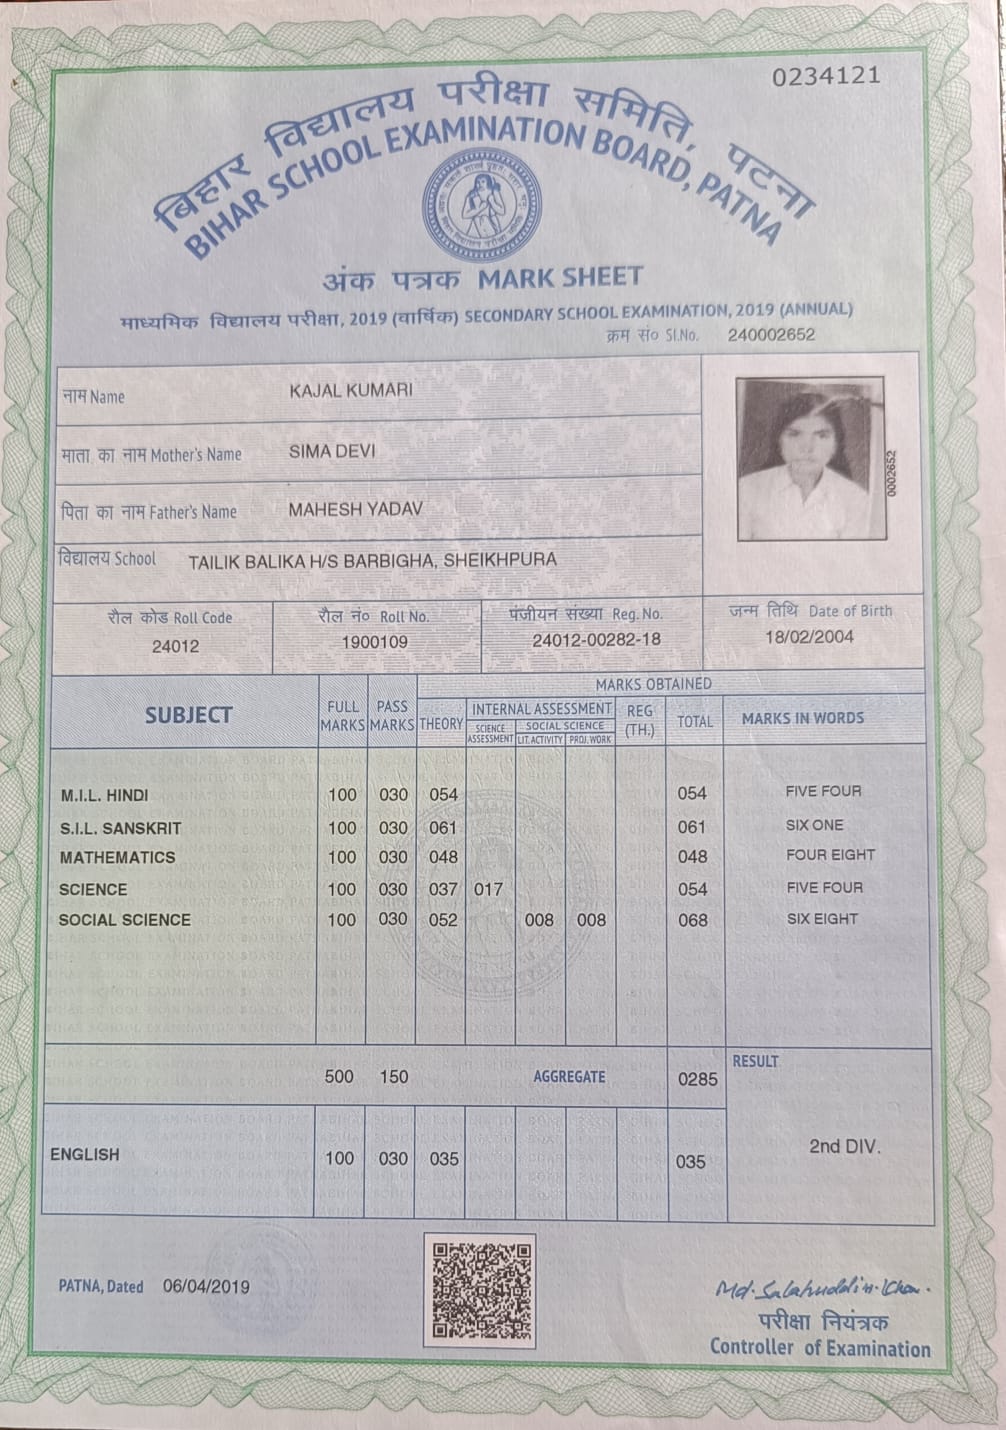 0234121
बिहार विद्यालय परीक्षा समिति, पटना
BIHAR SCHOOL EXAMINATION BOARD, PATNA
अंक पत्रक MARK SHEET
माध्यमिक विद्यालय परीक्षा, 2019 (वार्षिक) SECONDARY SCHOOL EXAMINATION, 2019 (ANNUAL)
क्रम सं० Sl.No. 240002652
नाम Name KAJAL KUMARI
माता का नाम Mother's Name SIMA DEVI
0002652
पिता का नाम Father's Name MAHESH YADAV
विद्यालय School TAILIK BALIKA H/S BARBIGHA, SHEIKHPURA
रौल कोड Roll Code रौल नं० Roll No. पंजीयन संख्या Reg. No. जन्म तिथि Date of Birth
24012 1900109 24012-00282-18 18/02/2004
MARKS OBTAINED
SUBJECT FULL MARKS PASS MARKS THEORY INTERNAL ASSESSMENT REG (TH.) TOTAL MARKS IN WORDS
SCIENCE ASSESSMENT SOCIAL SCIENCE
LIT. ACTIVITY PROJ. WORK
M.I.L. HINDI 100 030 054 054 FIVE FOUR
S.I.L. SANSKRIT 100 030 061 061 SIX ONE
MATHEMATICS 100 030 048 048 FOUR EIGHT
SCIENCE 100 030 037 017 054 FIVE FOUR
SOCIAL SCIENCE 100 030 052 008 008 068 SIX EIGHT
RESULT
500 150 AGGREGATE 0285
2nd DIV.
ENGLISH 100 030 035 035
PATNA, Dated 06/04/2019
Md. Salahuddin Khan.
परीक्षा नियंत्रक
Controller of Examination